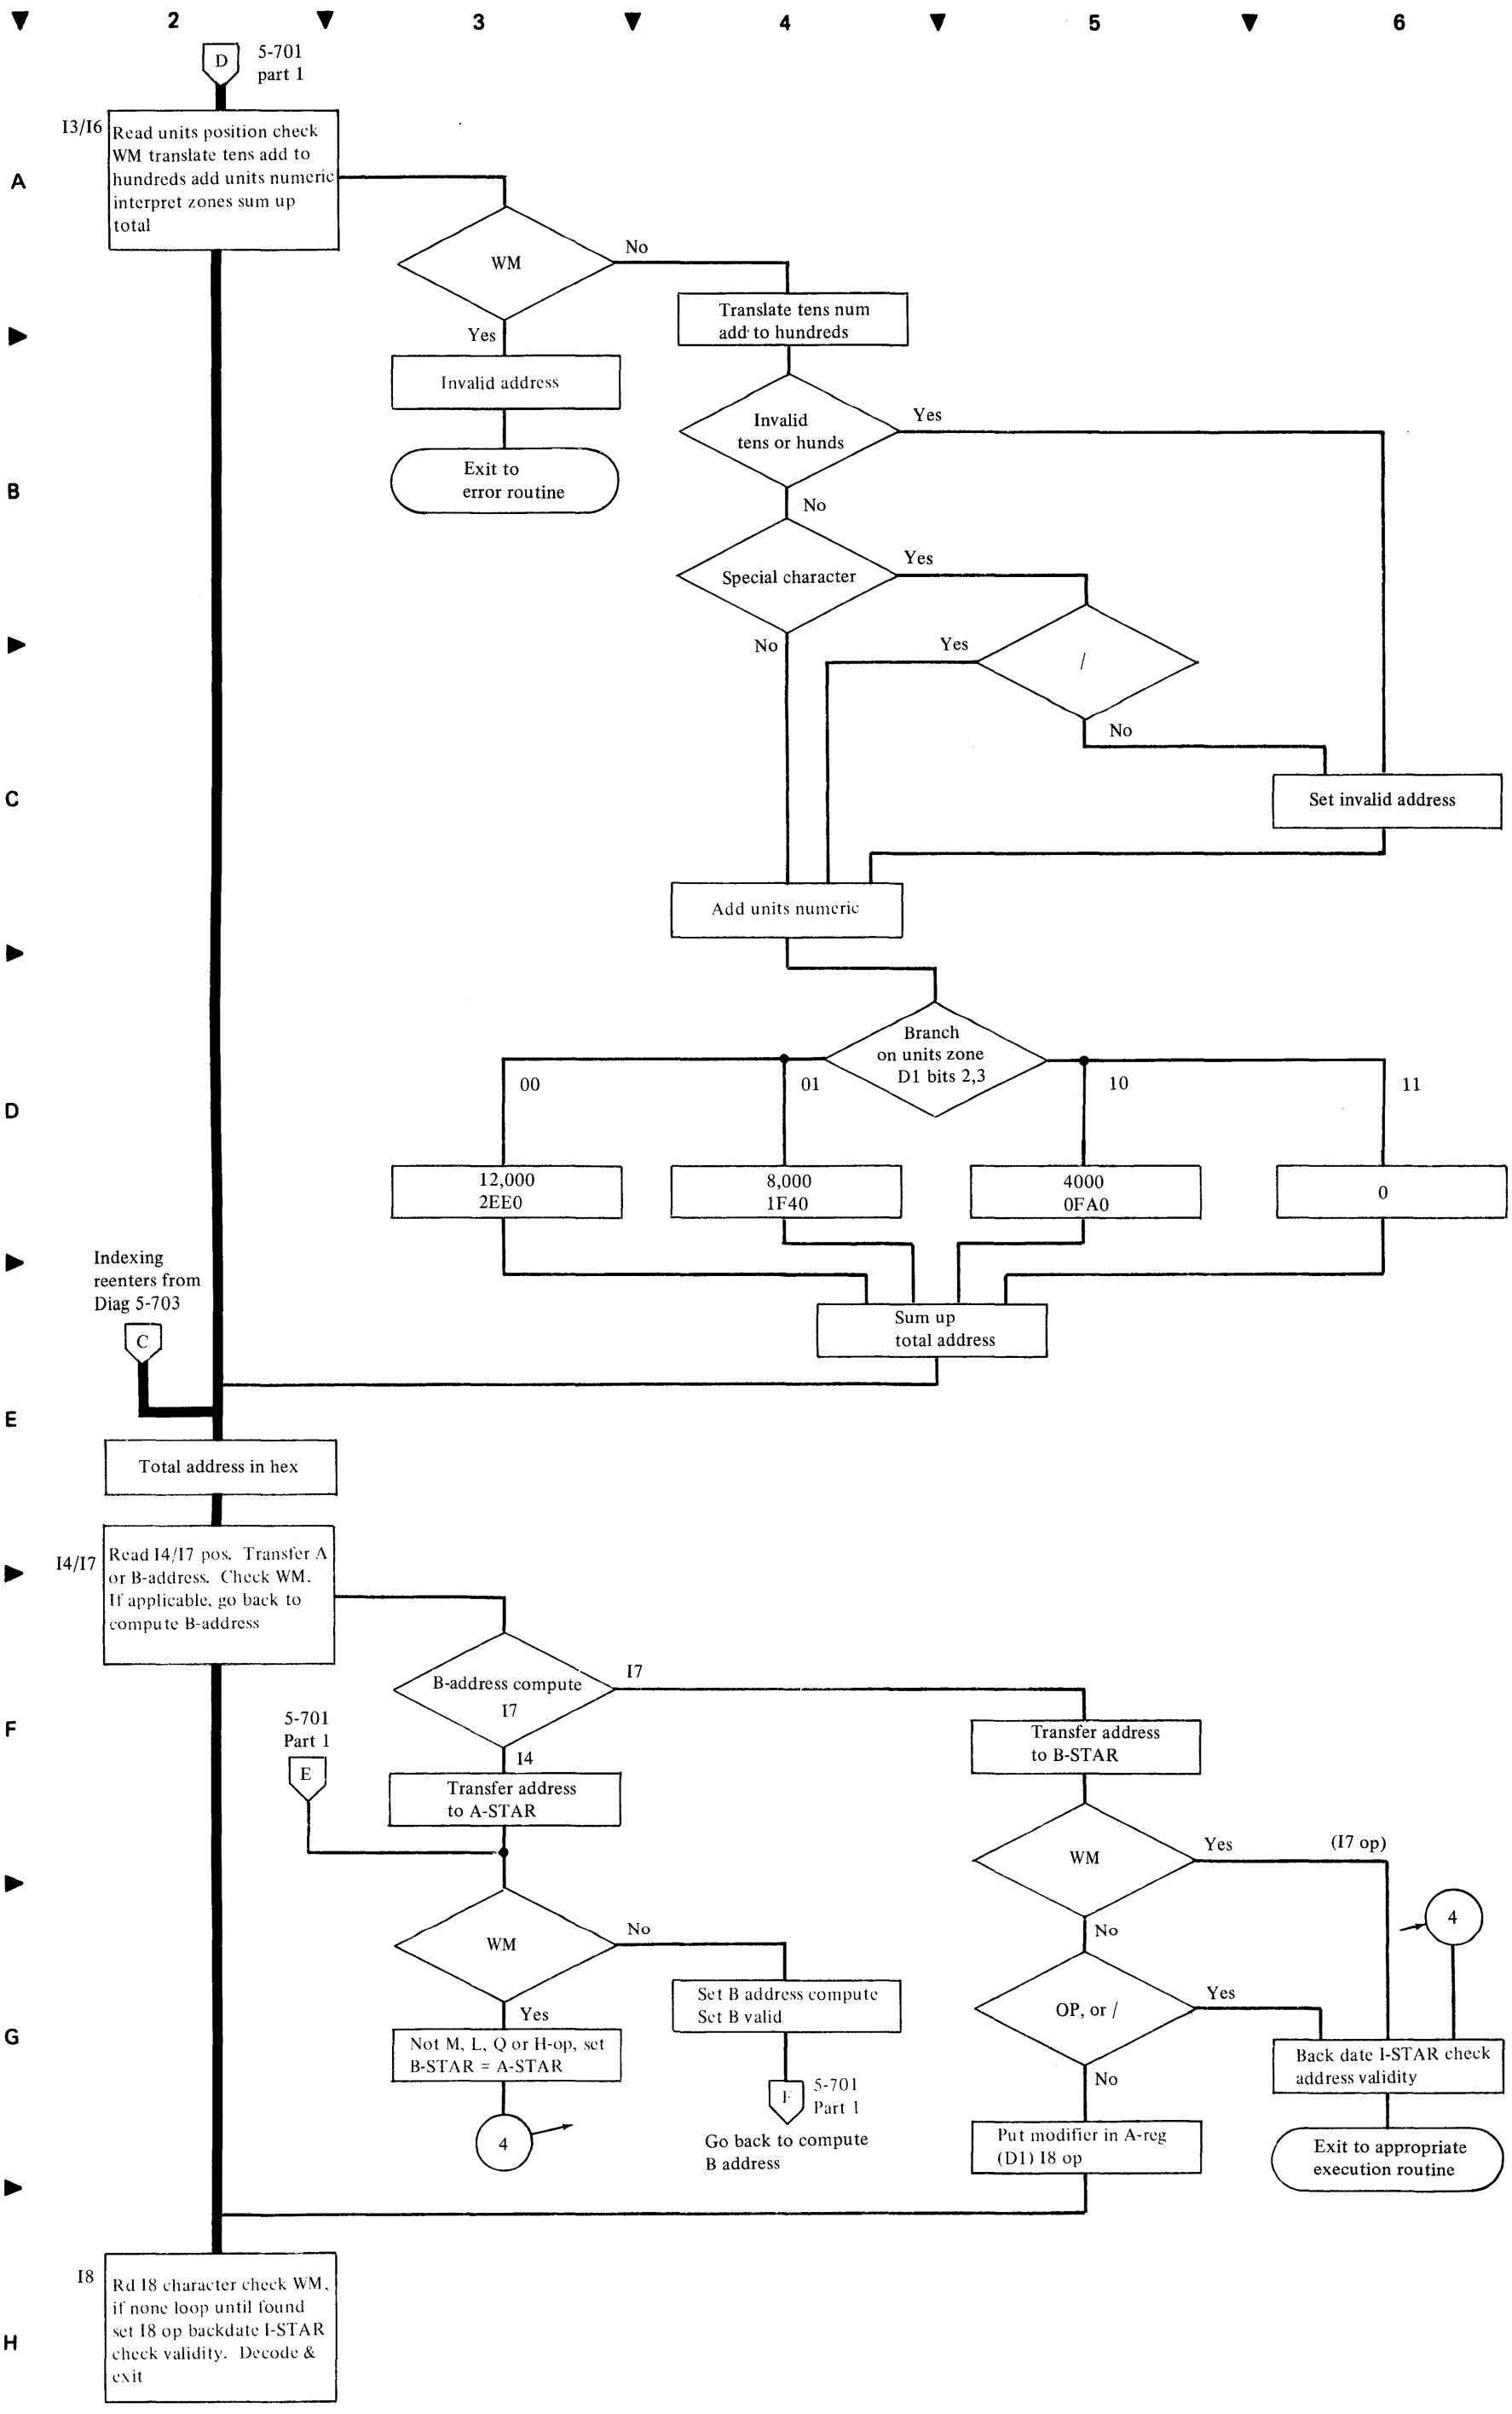 2 3 4 5 6
D
5-701
part 1
I3/I6
Read units position check
WM translate tens add to
hundreds add units numeric
interpret zones sum up
total
A
WM
No
Yes
Translate tens num
add to hundreds
Invalid address
Invalid
tens or hunds
Yes
Exit to
error routine
B
No
Special character
Yes
No
Yes
/
No
C
Set invalid address
Add units numeric
Branch
on units zone
D1 bits 2,3
00
01
10
11
D
12,000
2EE0
8,000
1F40
4000
0FA0
0
Indexing
reenters from
Diag 5-703
C
Sum up
total address
E
Total address in hex
I4/I7
Read I4/I7 pos. Transfer A
or B-address. Check WM.
If applicable, go back to
compute B-address
B-address compute
I7
I7
F
5-701
Part 1
E
I4
Transfer address
to A-STAR
Transfer address
to B-STAR
WM
Yes
(I7 op)
No
4
WM
No
Yes
Set B address compute
Set B valid
OP, or /
Yes
G
Not M, L, Q or H-op, set
B-STAR = A-STAR
Back date I-STAR check
address validity
No
F
5-701
Part 1
4
Go back to compute
B address
Put modifier in A-reg
(D1) I8 op
Exit to appropriate
execution routine
I8
Rd I8 character check WM,
if none loop until found
set I8 op backdate I-STAR
check validity. Decode &
exit
H